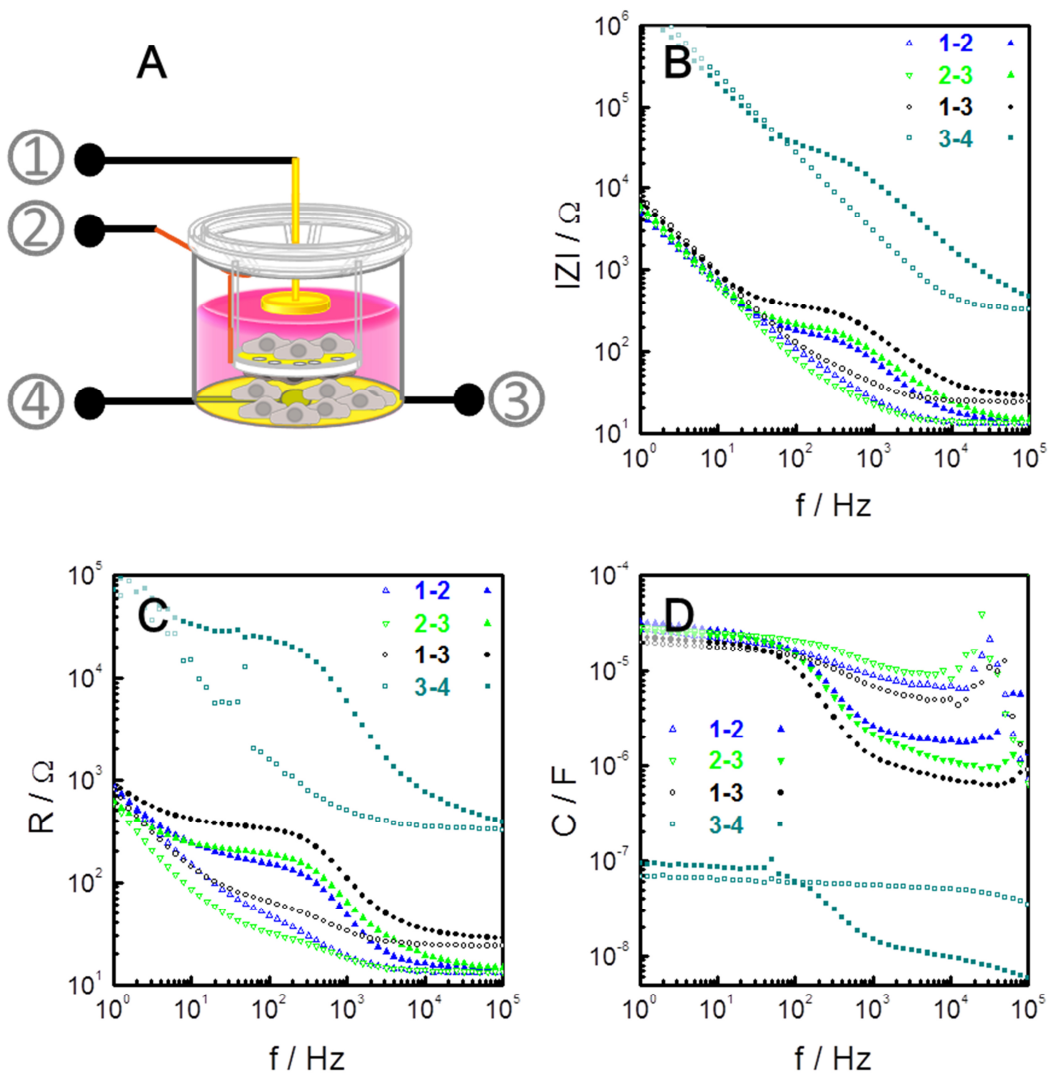 A
①
②
④
③
B
|Z| / Ω
10⁶
10⁵
10⁴
10³
10²
10¹
1-2
2-3
1-3
3-4
10⁰ 10¹ 10² 10³ 10⁴ 10⁵
f / Hz
C
R / Ω
10⁵
10⁴
10³
10²
10¹
1-2
2-3
1-3
3-4
10⁰ 10¹ 10² 10³ 10⁴ 10⁵
f / Hz
D
C / F
10⁻⁴
10⁻⁵
10⁻⁶
10⁻⁷
10⁻⁸
1-2
2-3
1-3
3-4
10⁰ 10¹ 10² 10³ 10⁴ 10⁵
f / Hz